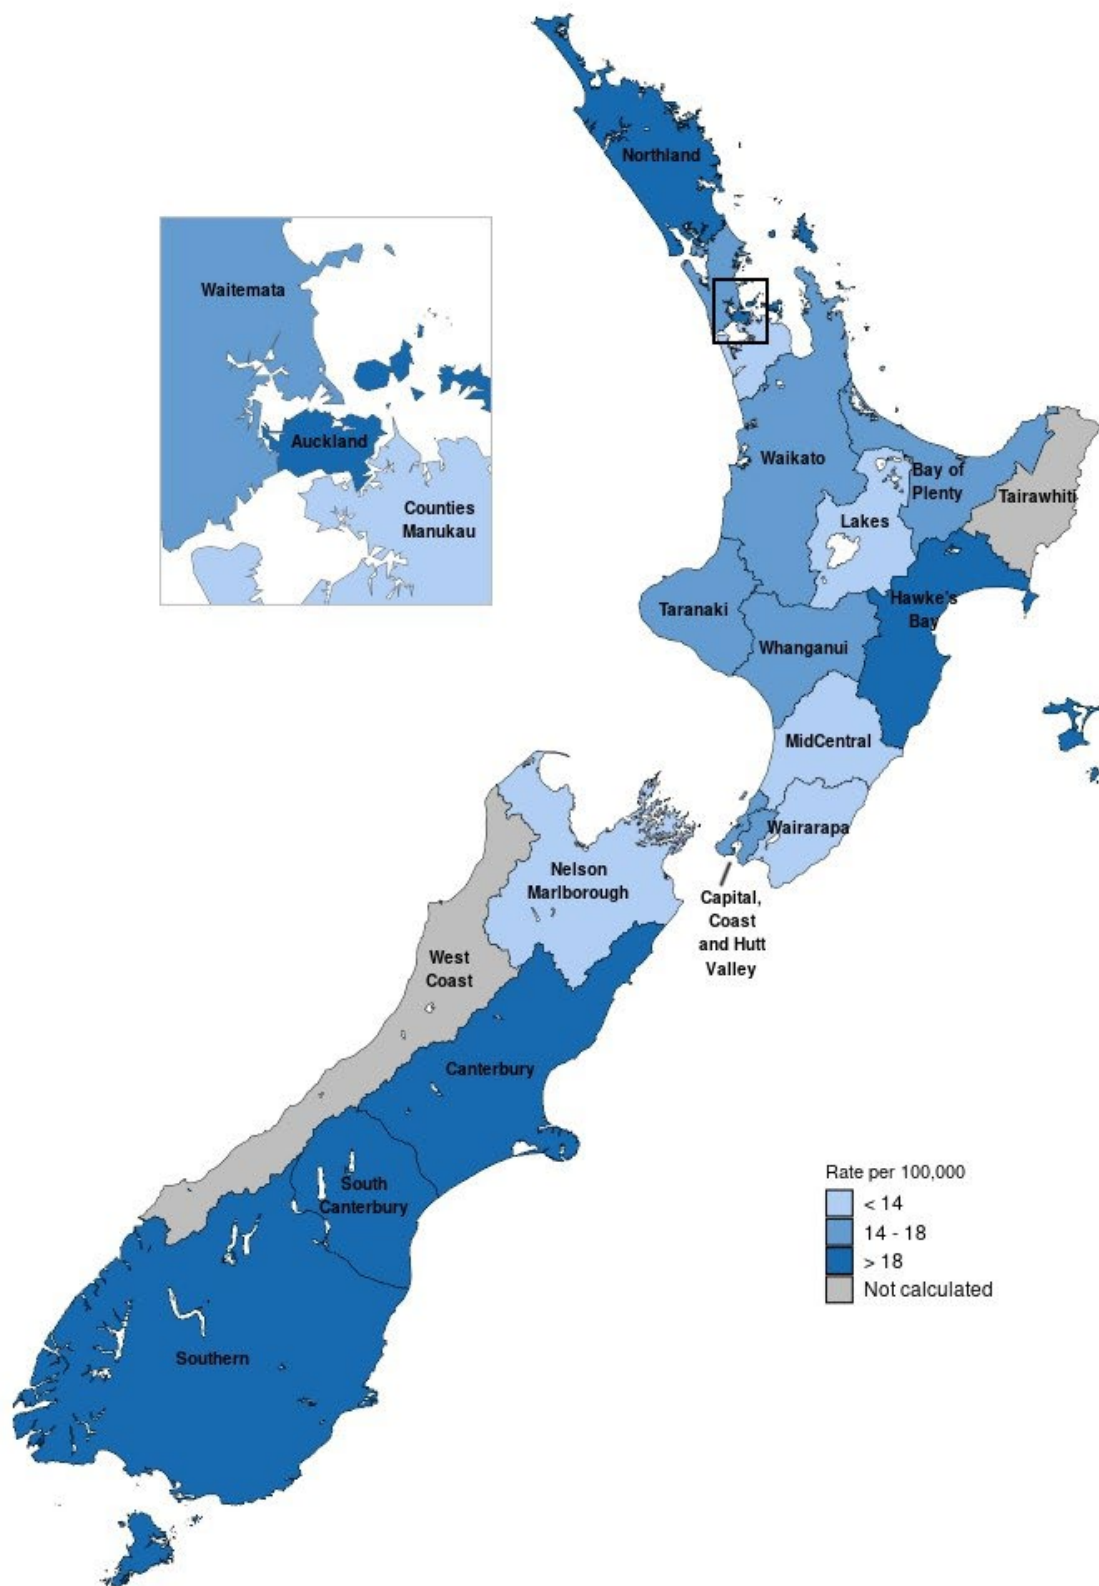 Northland
Waitemata
Auckland
Counties
Manukau
Waikato
Bay of
Plenty
Tairawhiti
Lakes
Hawke's
Bay
Taranaki
Whanganui
MidCentral
Wairarapa
Nelson
Marlborough
Capital,
Coast
and Hutt
Valley
West
Coast
Canterbury
South
Canterbury
Southern
Rate per 100,000
< 14
14 - 18
> 18
Not calculated